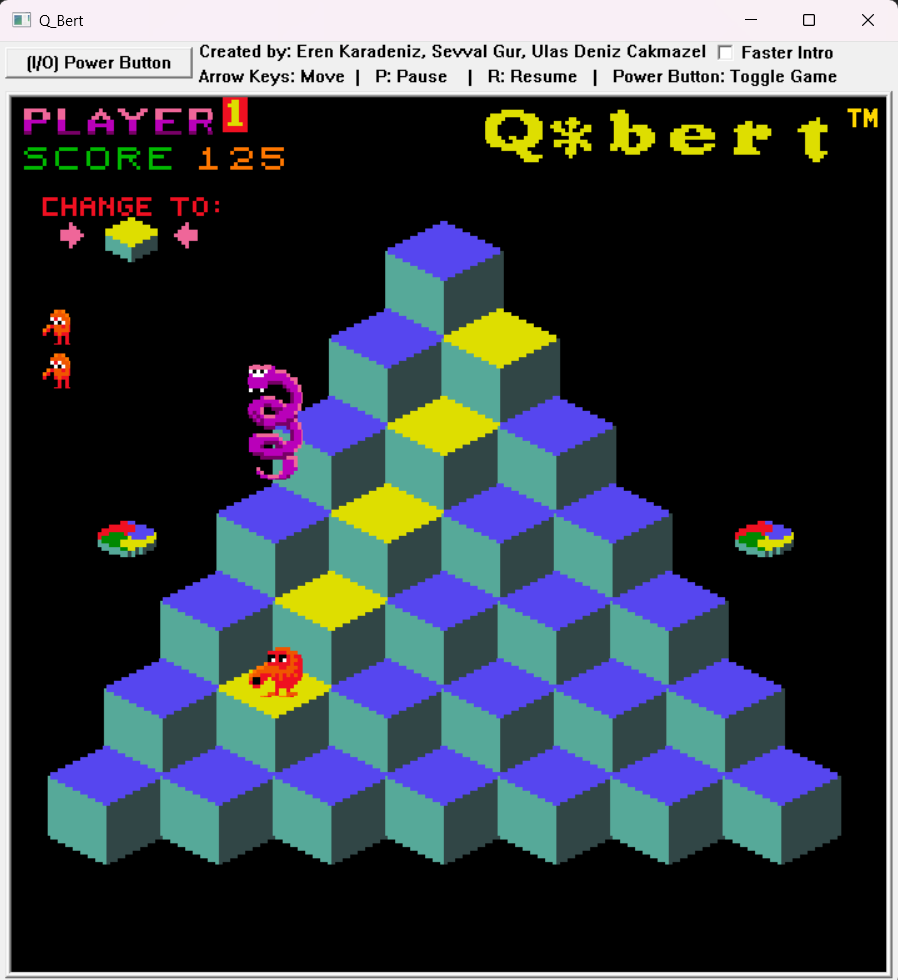 Q_Bert
(I/O) Power Button
Created by: Eren Karadeniz, Sevval Gur, Ulas Deniz Cakmazel
Faster Intro
Arrow Keys: Move | P: Pause | R: Resume | Power Button: Toggle Game
PLAYER 1
Q*bert TM
SCORE 125
CHANGE TO: